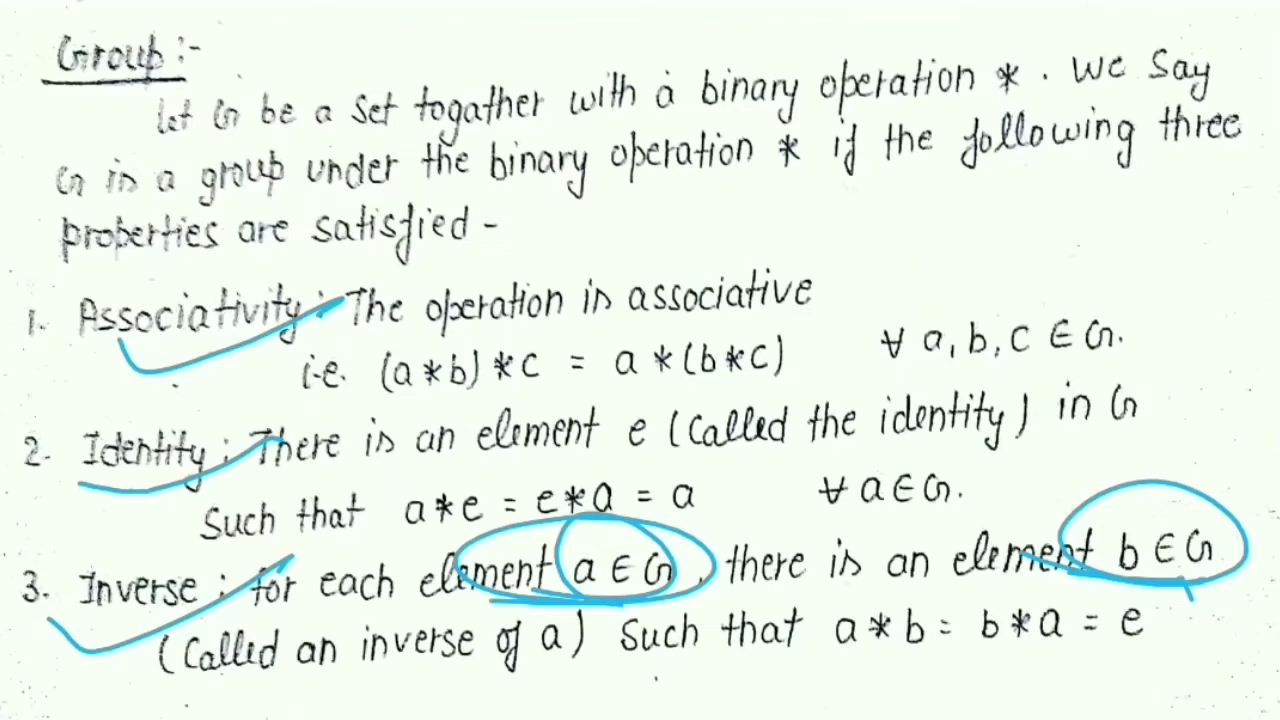 Group :-
Let G be a set togather with a binary operation * . We say
G is a group under the binary operation * if the following three
properties are satisfied -
1. Associativity : The operation is associative
i.e. (a*b)*c = a*(b*c) ∀ a, b, c ∈ G.
2. Identity : There is an element e (Called the identity) in G
Such that a*e = e*a = a ∀ a ∈ G.
3. Inverse : for each element a ∈ G, there is an element b ∈ G
(Called an inverse of a) Such that a*b = b*a = e